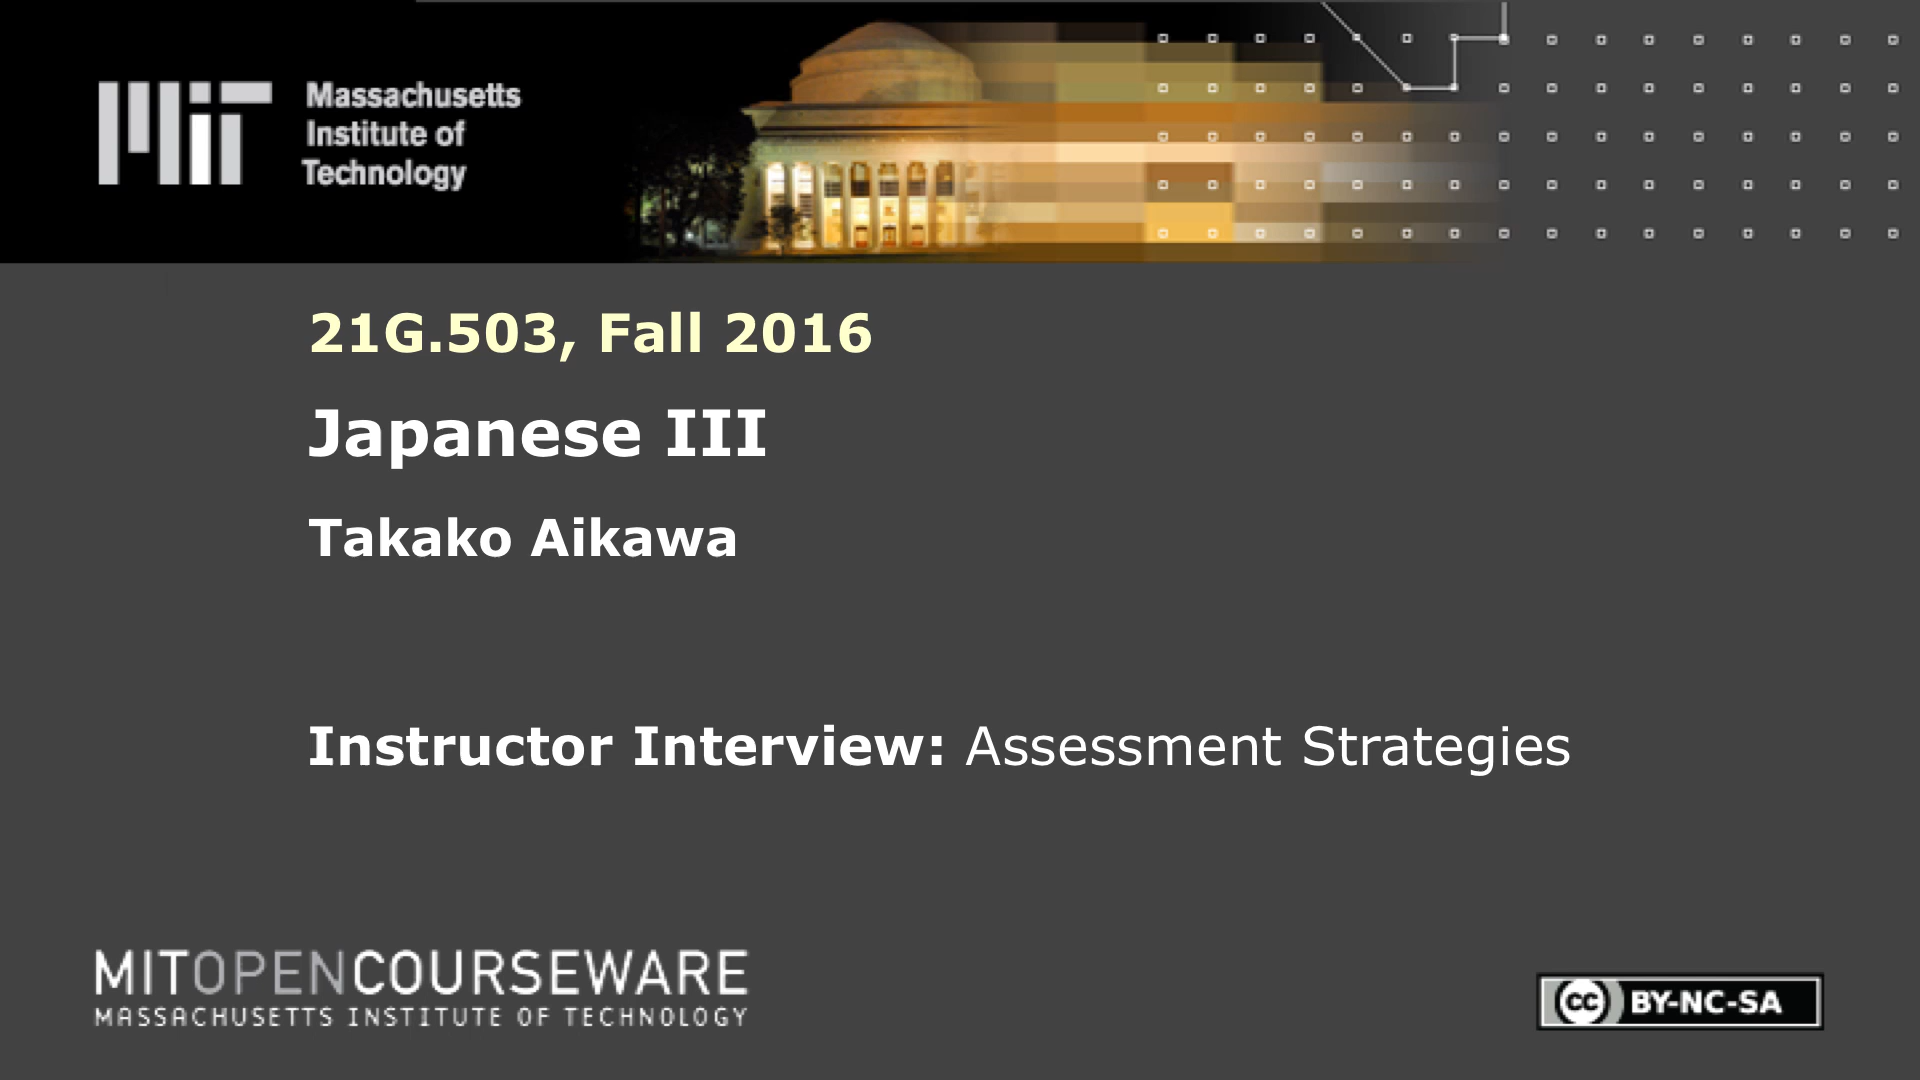 MIT
Massachusetts
Institute of
Technology
21G.503, Fall 2016
Japanese III
Takako Aikawa
Instructor Interview: Assessment Strategies
MITOPENCOURSEWARE
MASSACHUSETTS INSTITUTE OF TECHNOLOGY
cc BY-NC-SA